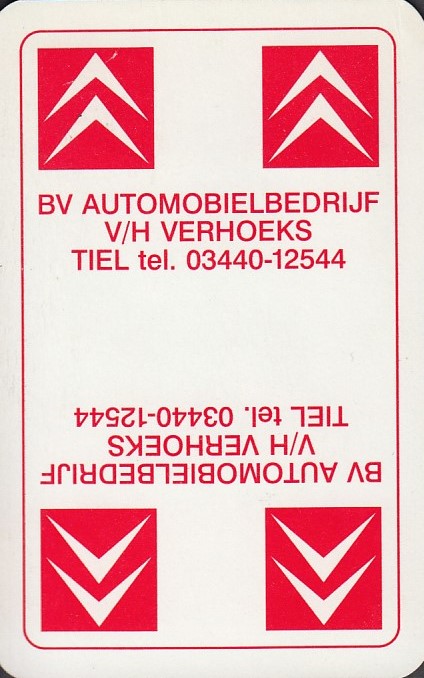 BV AUTOMOBIELBEDRIJF
V/H VERHOEKS
TIEL tel. 03440-12544
BV AUTOMOBIELBEDRIJF
V/H VERHOEKS
TIEL tel. 03440-12544